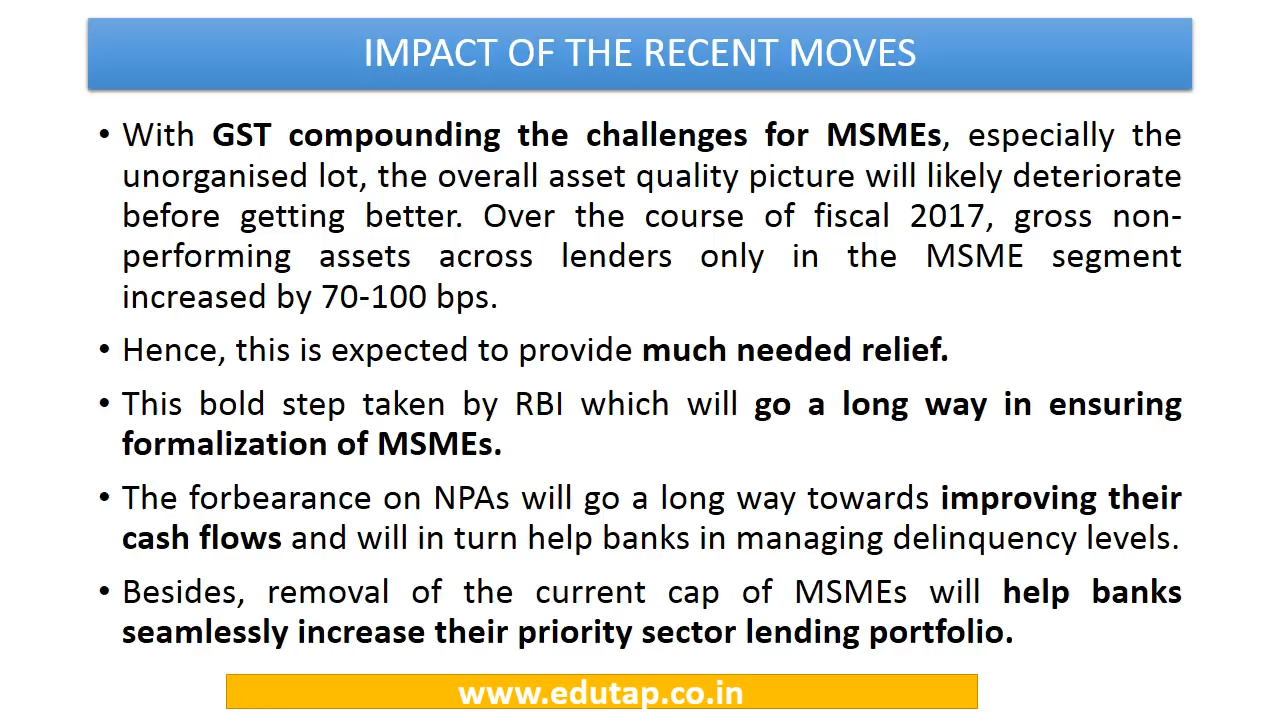 IMPACT OF THE RECENT MOVES
• With GST compounding the challenges for MSMEs, especially the
unorganised lot, the overall asset quality picture will likely deteriorate
before getting better. Over the course of fiscal 2017, gross non-
performing assets across lenders only in the MSME segment
increased by 70-100 bps.
• Hence, this is expected to provide much needed relief.
• This bold step taken by RBI which will go a long way in ensuring
formalization of MSMEs.
• The forbearance on NPAs will go a long way towards improving their
cash flows and will in turn help banks in managing delinquency levels.
• Besides, removal of the current cap of MSMEs will help banks
seamlessly increase their priority sector lending portfolio.
www.edutap.co.in